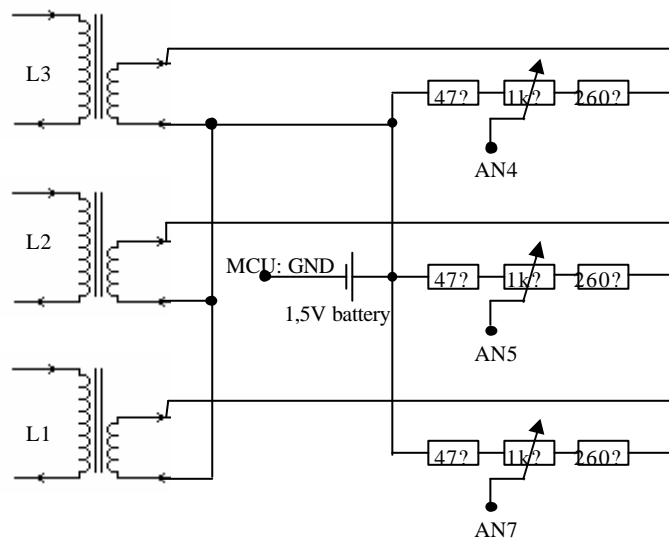 L3
47? 1k? 260?
AN4
L2
MCU: GND
47? 1k? 260?
1,5V battery
AN5
L1
47? 1k? 260?
AN7